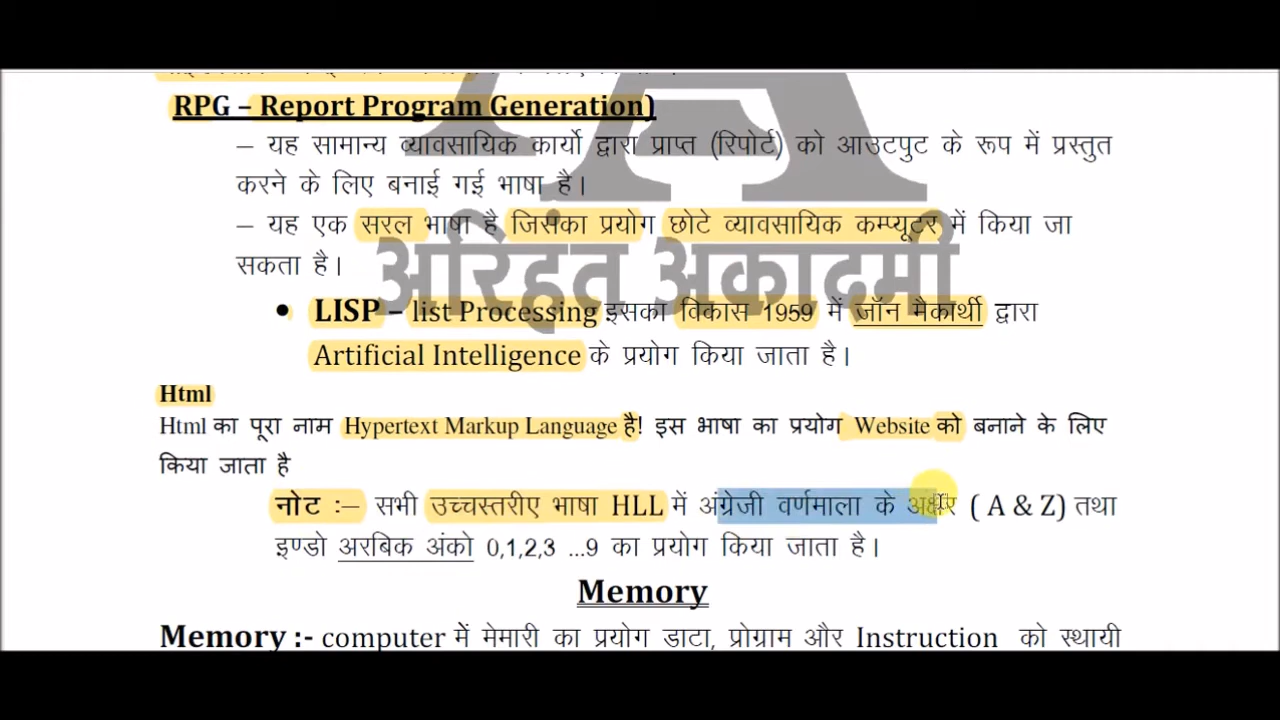 RPG – Report Program Generation)
– यह सामान्य व्यावसायिक कार्यो द्वारा प्राप्त (रिपोर्ट) को आउटपुट के रूप में प्रस्तुत
करने के लिए बनाई गई भाषा है।
– यह एक सरल भाषा है जिसका प्रयोग छोटे व्यावसायिक कम्प्यूटर में किया जा
सकता है।
अरिहंत अकादमी
• LISP – list Processing इसका विकास 1959 में जॉन मैकार्थी द्वारा
Artificial Intelligence के प्रयोग किया जाता है।
Html
Html का पूरा नाम Hypertext Markup Language है! इस भाषा का प्रयोग Website को बनाने के लिए
किया जाता है
नोट :– सभी उच्चस्तरीए भाषा HLL में अंग्रेजी वर्णमाला के अक्षर ( A & Z) तथा
इण्डो अरबिक अंको 0,1,2,3 ...9 का प्रयोग किया जाता है।
Memory
Memory :- computer में मेमारी का प्रयोग डाटा, प्रोग्राम और Instruction को स्थायी